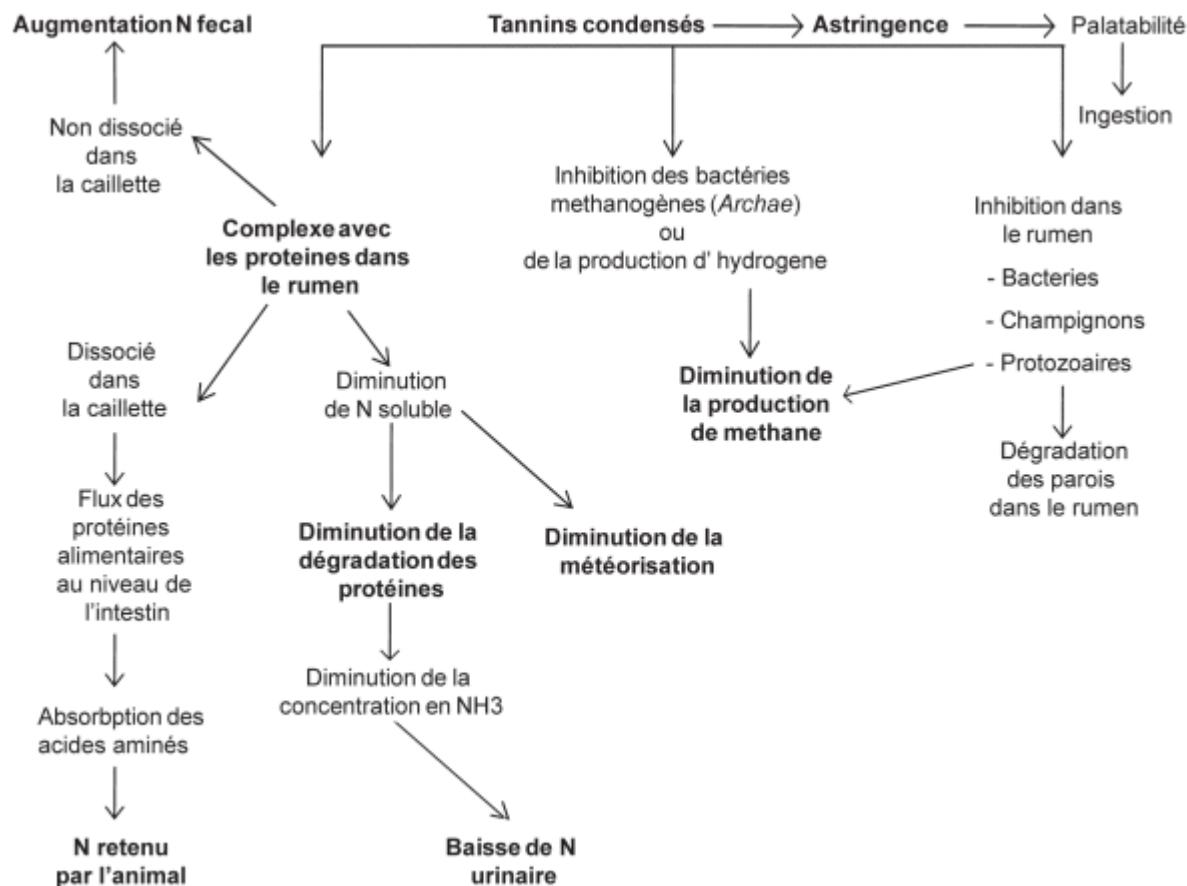 Augmentation N fecal
Tannins condensés
Astringence
Palatabilité
Ingestion
Non dissocié
dans
la caillette
Complexe avec
les proteines dans
le rumen
Inhibition des bactéries
methanogènes (Archae)
ou
de la production d' hydrogene
Inhibition dans
le rumen
- Bacteries
- Champignons
- Protozoaires
Dissocié
dans
la caillette
Diminution
de N soluble
Diminution de
la production
de methane
Dégradation
des parois
dans le rumen
Flux des
protéines
alimentaires
au niveau de
l'intestin
Diminution de la
dégradation des
protéines
Diminution de la
météorisation
Diminution de la
concentration en NH3
Absorbption des
acides aminés
N retenu
par l'animal
Baisse de N
urinaire